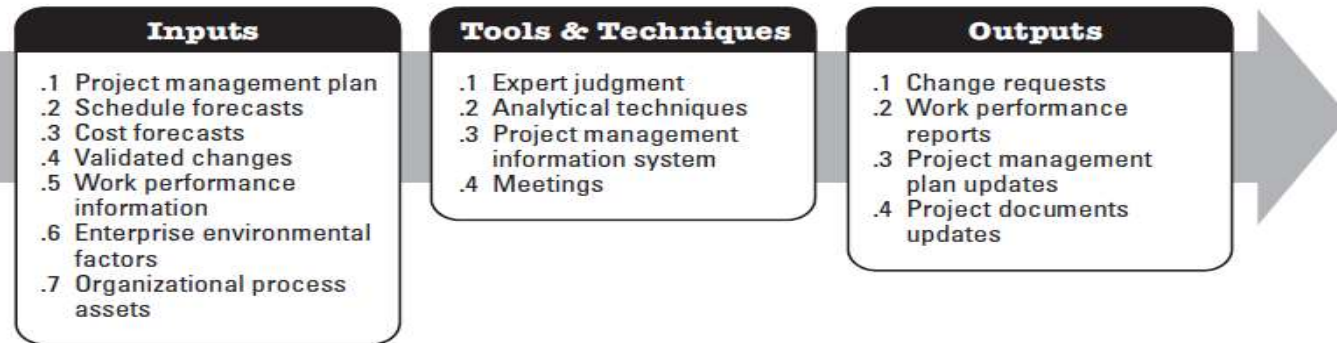 Inputs
.1 Project management plan
.2 Schedule forecasts
.3 Cost forecasts
.4 Validated changes
.5 Work performance
information
.6 Enterprise environmental
factors
.7 Organizational process
assets
Tools & Techniques
.1 Expert judgment
.2 Analytical techniques
.3 Project management
information system
.4 Meetings
Outputs
.1 Change requests
.2 Work performance
reports
.3 Project management
plan updates
.4 Project documents
updates